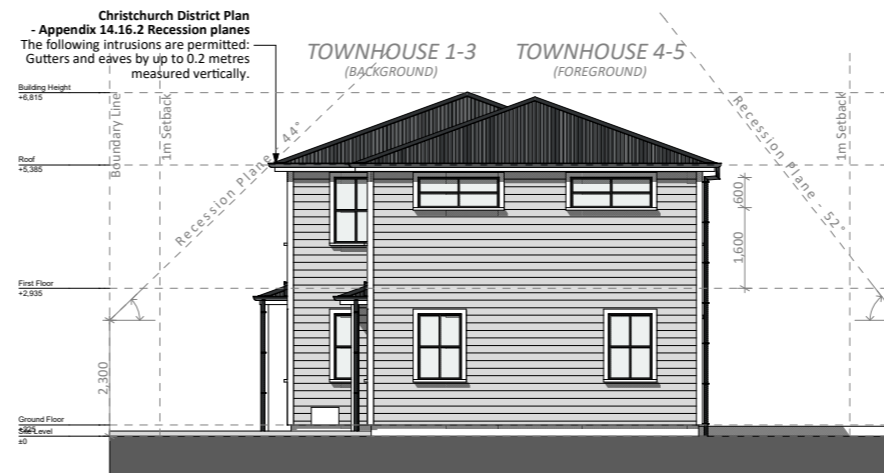 Christchurch District Plan
- Appendix 14.16.2 Recession planes
The following intrusions are permitted:
Gutters and eaves by up to 0.2 metres
measured vertically.
TOWNHOUSE 1-3
(BACKGROUND)
TOWNHOUSE 4-5
(FOREGROUND)
Building Height
+6,815
Boundary Line
1m Setback
Recession Plane - 44°
Recession Plane - 52°
1m Setback
Roof
+5,385
600
1,600
First Floor
+2,935
2,300
Ground Floor
+225
Site Level
±0